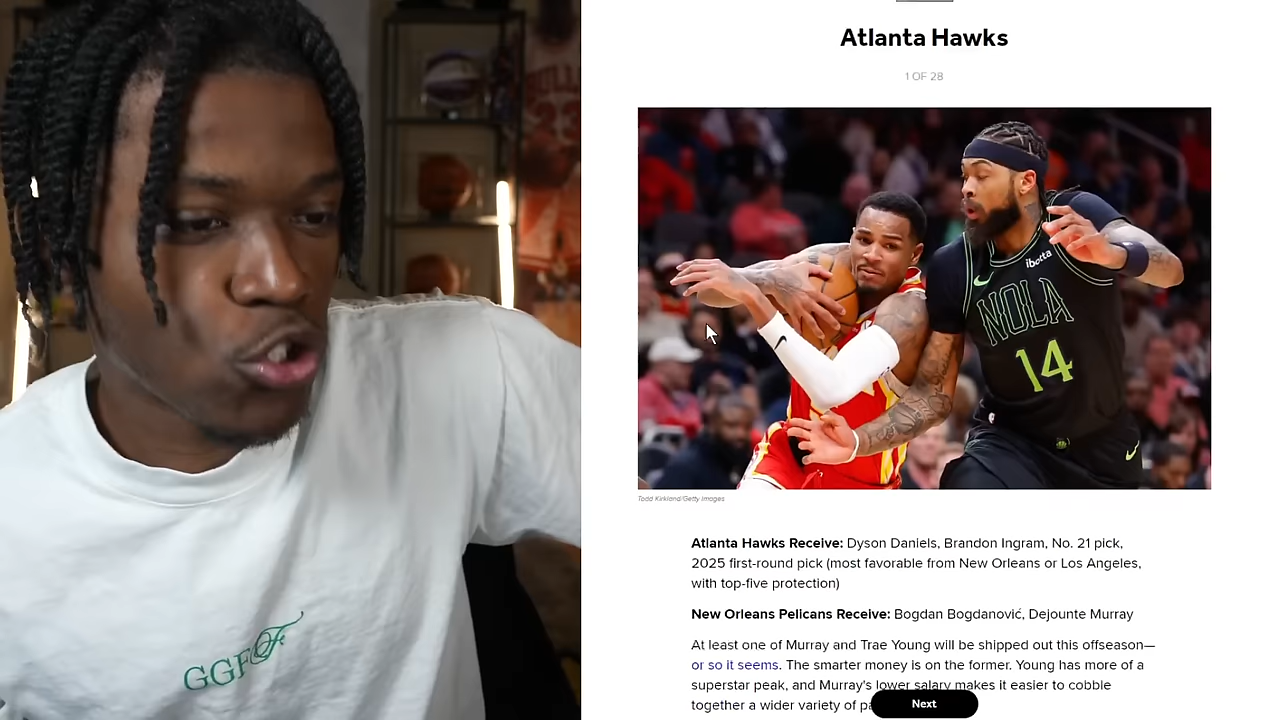 Atlanta Hawks
1 OF 28
BULLS
ibotta
NOLA
14
Todd Kirkland/Getty Images
Atlanta Hawks Receive: Dyson Daniels, Brandon Ingram, No. 21 pick,
2025 first-round pick (most favorable from New Orleans or Los Angeles,
with top-five protection)
New Orleans Pelicans Receive: Bogdan Bogdanović, Dejounte Murray
At least one of Murray and Trae Young will be shipped out this offseason—
or so it seems. The smarter money is on the former. Young has more of a
superstar peak, and Murray's lower salary makes it easier to cobble
together a wider variety of
Next